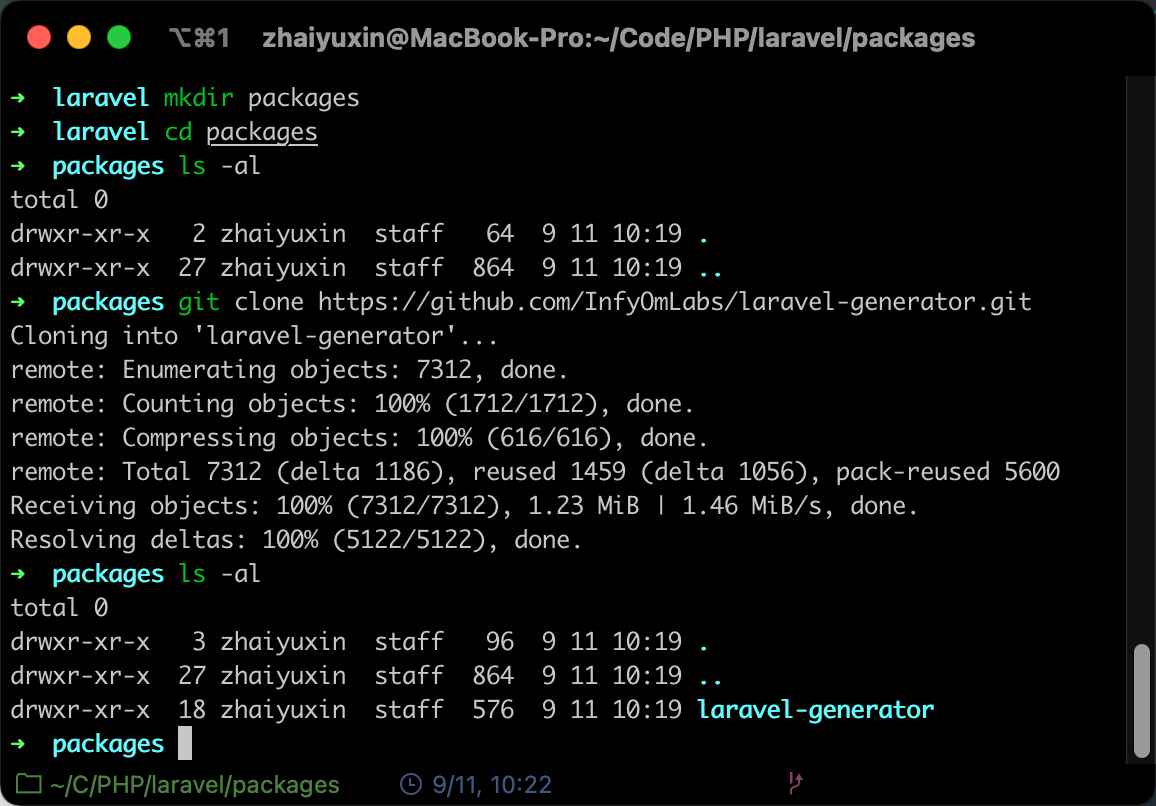 ⌥⌘1 zhaiyuxin@MacBook-Pro:~/Code/PHP/laravel/packages
➜ laravel mkdir packages
➜ laravel cd packages
➜ packages ls -al
total 0
drwxr-xr-x   2 zhaiyuxin  staff   64  9 11 10:19 .
drwxr-xr-x  27 zhaiyuxin  staff  864  9 11 10:19 ..
➜ packages git clone https://github.com/InfyOmLabs/laravel-generator.git
Cloning into 'laravel-generator'...
remote: Enumerating objects: 7312, done.
remote: Counting objects: 100% (1712/1712), done.
remote: Compressing objects: 100% (616/616), done.
remote: Total 7312 (delta 1186), reused 1459 (delta 1056), pack-reused 5600
Receiving objects: 100% (7312/7312), 1.23 MiB | 1.46 MiB/s, done.
Resolving deltas: 100% (5122/5122), done.
➜ packages ls -al
total 0
drwxr-xr-x   3 zhaiyuxin  staff   96  9 11 10:19 .
drwxr-xr-x  27 zhaiyuxin  staff  864  9 11 10:19 ..
drwxr-xr-x  18 zhaiyuxin  staff  576  9 11 10:19 laravel-generator
➜ packages
~/C/PHP/laravel/packages 9/11, 10:22